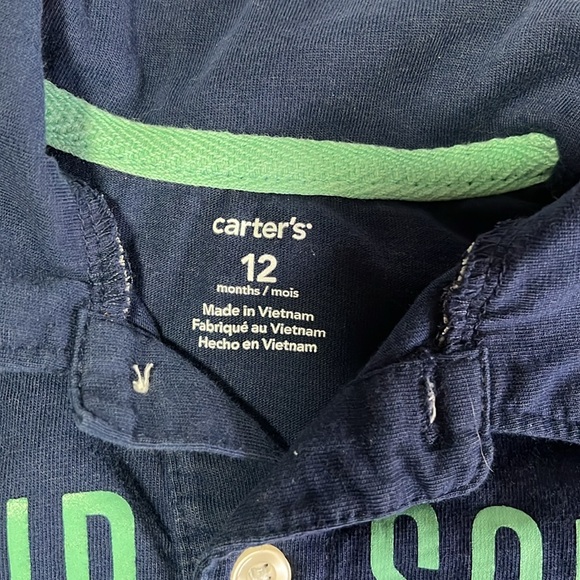 carter's
12
months / mois
Made in Vietnam
Fabriqué au Vietnam
Hecho en Vietnam